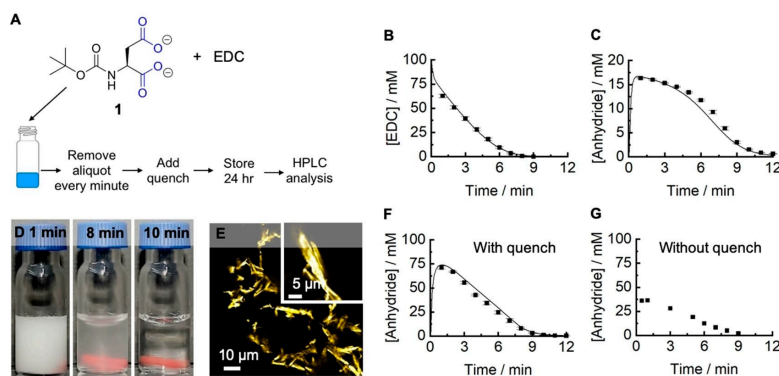 A
O
O
O
N
H
O
O
O
O
+ EDC
1
Remove
aliquot
every minute
Add
quench
Store
24 hr
HPLC
analysis
B
[EDC] / mM
100
75
50
25
0
0 3 6 9 12
Time / min
C
[Anhydride] / mM
20
15
10
5
0
0 3 6 9 12
Time / min
D 1 min
8 min
10 min
E
5 µm
10 µm
F
With quench
[Anhydride] / mM
100
75
50
25
0
0 3 6 9 12
Time / min
G
Without quench
[Anhydride] / mM
100
75
50
25
0
0 3 6 9 12
Time / min